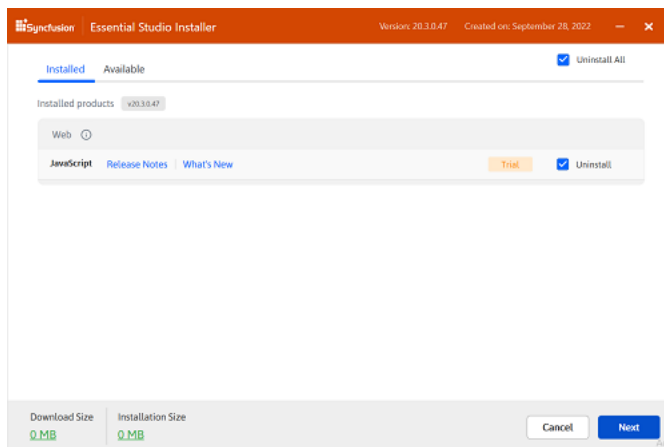 Syncfusion Essential Studio Installer Version: 20.3.0.47 Created on: September 28, 2022
Installed Available Uninstall All
Installed products v20.3.0.47
Web
JavaScript Release Notes What's New Trial Uninstall
Download Size Installation Size
0 MB 0 MB
Cancel Next